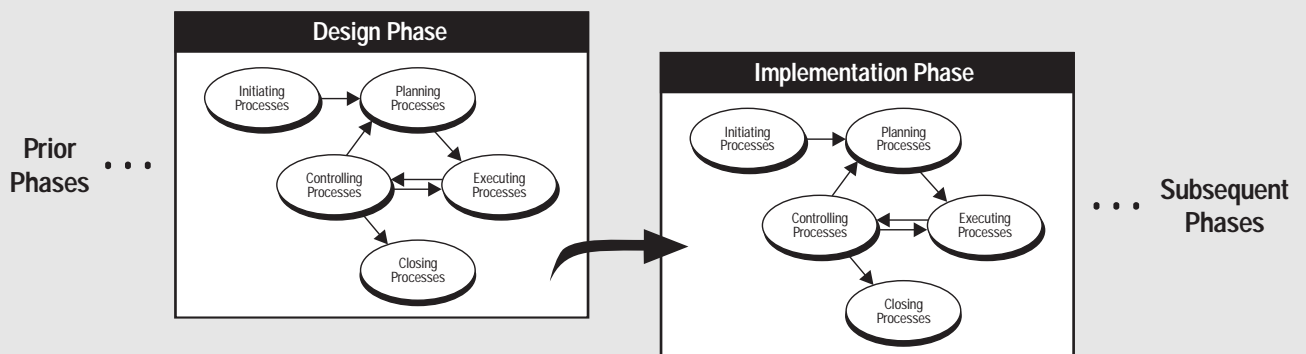 Design Phase
Initiating
Processes
Planning
Processes
Controlling
Processes
Executing
Processes
Closing
Processes
Implementation Phase
Initiating
Processes
Planning
Processes
Controlling
Processes
Executing
Processes
Closing
Processes
Prior
Phases
. . .
. . .
Subsequent
Phases